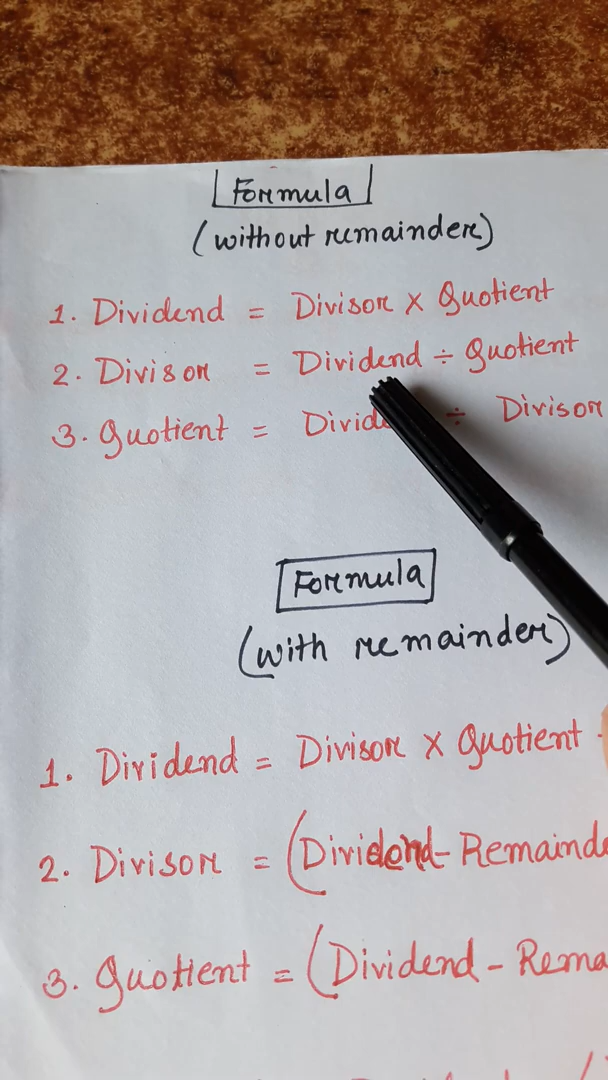 Formula
(without remainder)
1. Dividend = Divisor × Quotient
2. Divisor = Dividend ÷ Quotient
3. Quotient = Divide ÷ Divisor
Formula
(with remainder)
1. Dividend = Divisor × Quotient
2. Divisor = (Dividend - Remainde
3. Quotient = (Dividend - Rema